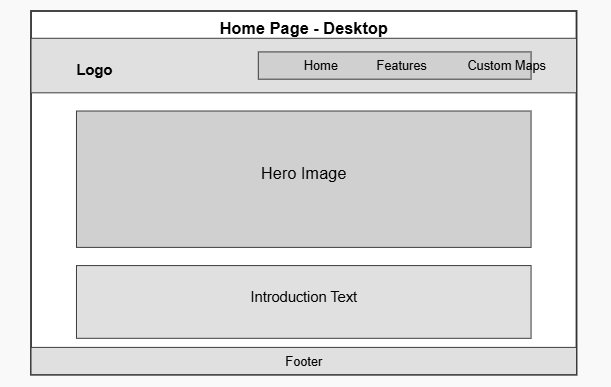 Home Page - Desktop
Logo
Home Features Custom Maps
Hero Image
Introduction Text
Footer